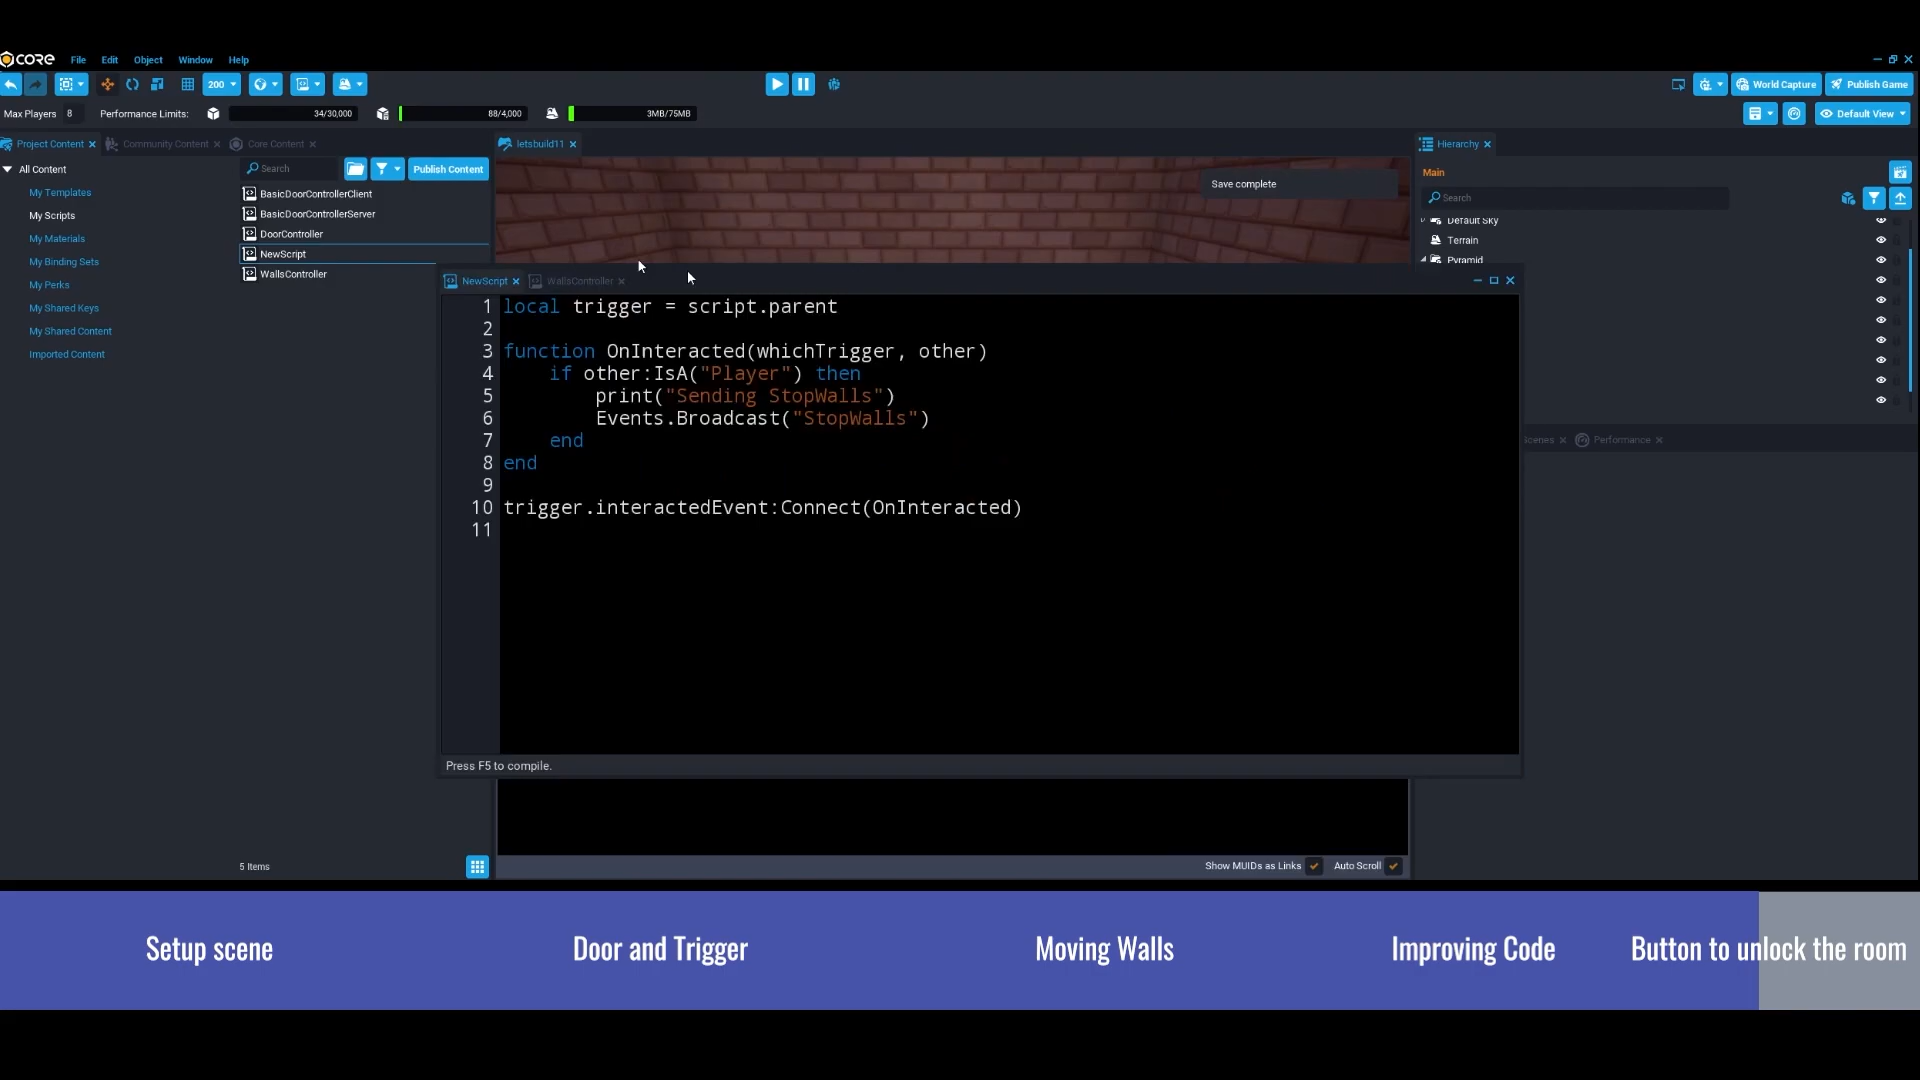 CORE File Edit Object Window Help
200 World Capture Publish Game
Max Players 8 Performance Limits: 34/30,000 88/4,000 3MB/75MB Default View
Project Content Community Content Core Content letsbuild11 Hierarchy
All Content Search Publish Content
My Templates
My Scripts
My Materials
My Binding Sets
My Perks
My Shared Keys
My Shared Content
Imported Content
BasicDoorControllerClient
BasicDoorControllerServer
DoorController
NewScript
WallsController
5 Items
Save complete
Main
Search
Default Sky
Terrain
Pyramid
Scenes Performance
NewScript WallsController
1 local trigger = script.parent
2
3 function OnInteracted(whichTrigger, other)
4 if other:IsA("Player") then
5 print("Sending StopWalls")
6 Events.Broadcast("StopWalls")
7 end
8 end
9
10 trigger.interactedEvent:Connect(OnInteracted)
11
Press F5 to compile.
Show MUIDs as Links Auto Scroll
Setup scene Door and Trigger Moving Walls Improving Code Button to unlock the room